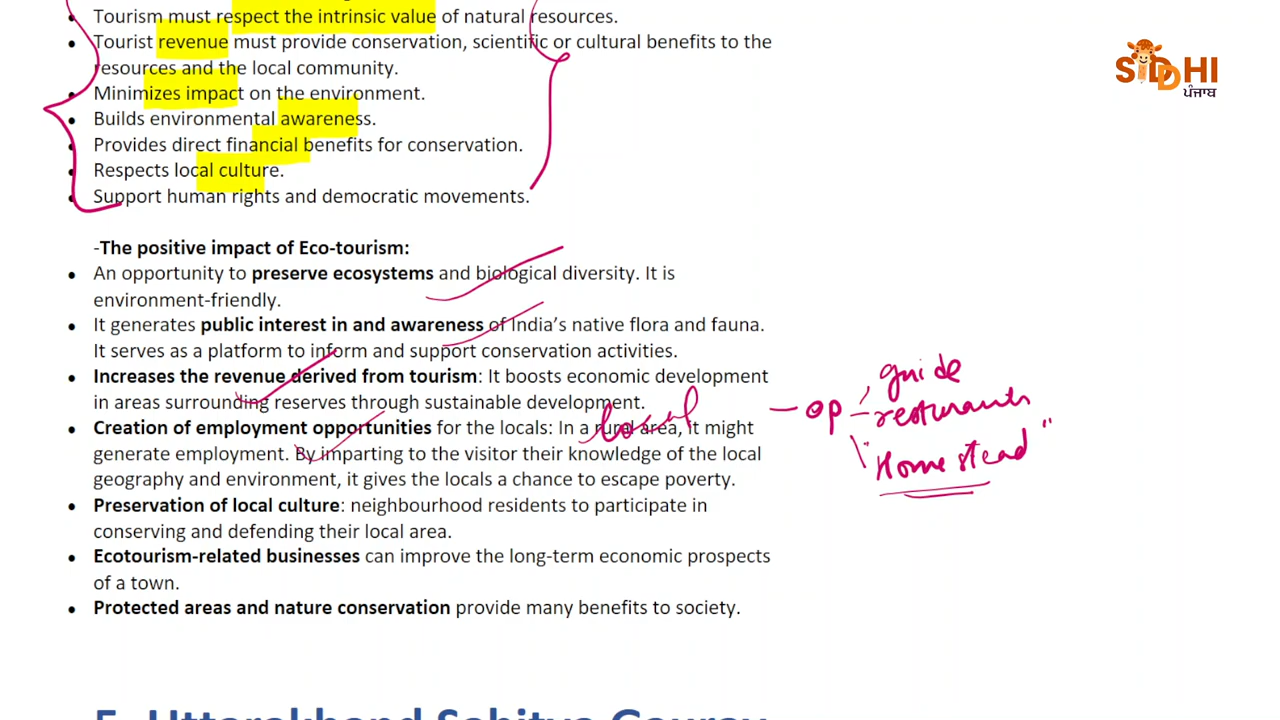 Tourism must respect the intrinsic value of natural resources.
SIDDHI
ਪੰਜਾਬ
Tourist revenue must provide conservation, scientific or cultural benefits to the
resources and the local community.
Minimizes impact on the environment.
Builds environmental awareness.
Provides direct financial benefits for conservation.
Respects local culture.
Support human rights and democratic movements.
-The positive impact of Eco-tourism:
An opportunity to preserve ecosystems and biological diversity. It is
environment-friendly.
It generates public interest in and awareness of India’s native flora and fauna.
It serves as a platform to inform and support conservation activities.
Increases the revenue derived from tourism: It boosts economic development
in areas surrounding reserves through sustainable development.
Creation of employment opportunities for the locals: In a rural area, it might
generate employment. By imparting to the visitor their knowledge of the local
geography and environment, it gives the locals a chance to escape poverty.
local
guide
- op - resturants
"Homestead"
Preservation of local culture: neighbourhood residents to participate in
conserving and defending their local area.
Ecotourism-related businesses can improve the long-term economic prospects
of a town.
Protected areas and nature conservation provide many benefits to society.
5. Uttarakhand Sahitya Gaurav